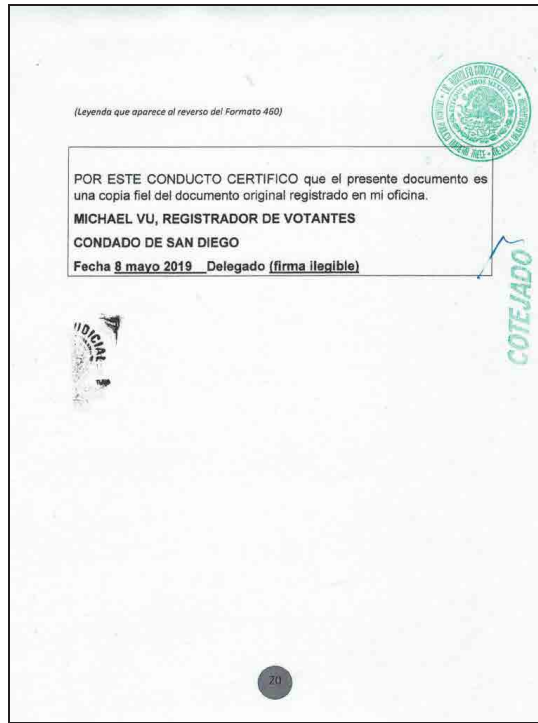 (Leyenda que aparece al reverso del Formato 460)
POR ESTE CONDUCTO CERTIFICO que el presente documento es
una copia fiel del documento original registrado en mi oficina.
MICHAEL VU, REGISTRADOR DE VOTANTES
CONDADO DE SAN DIEGO
Fecha 8 mayo 2019 Delegado (firma ilegible)
COTEJADO
UDICIAL
20